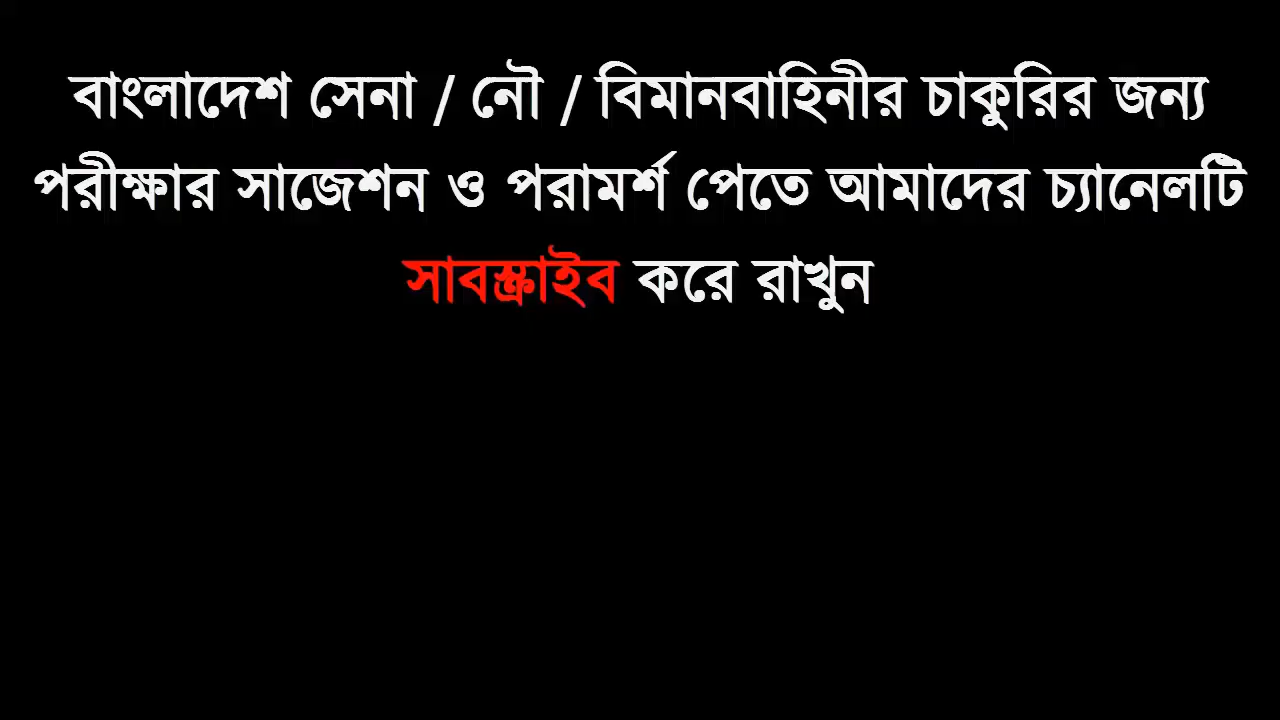 বাংলাদেশ সেনা / নৌ / বিমানবাহিনীর চাকুরির জন্য
পরীক্ষার সাজেশন ও পরামর্শ পেতে আমাদের চ্যানেলটি
সাবস্ক্রাইব করে রাখুন